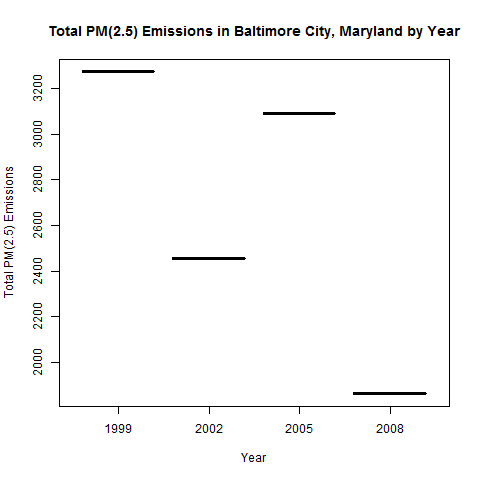 Total PM(2.5) Emissions in Baltimore City, Maryland by Year
Total PM(2.5) Emissions
3200
3000
2800
2600
2400
2200
2000
1999 2002 2005 2008
Year